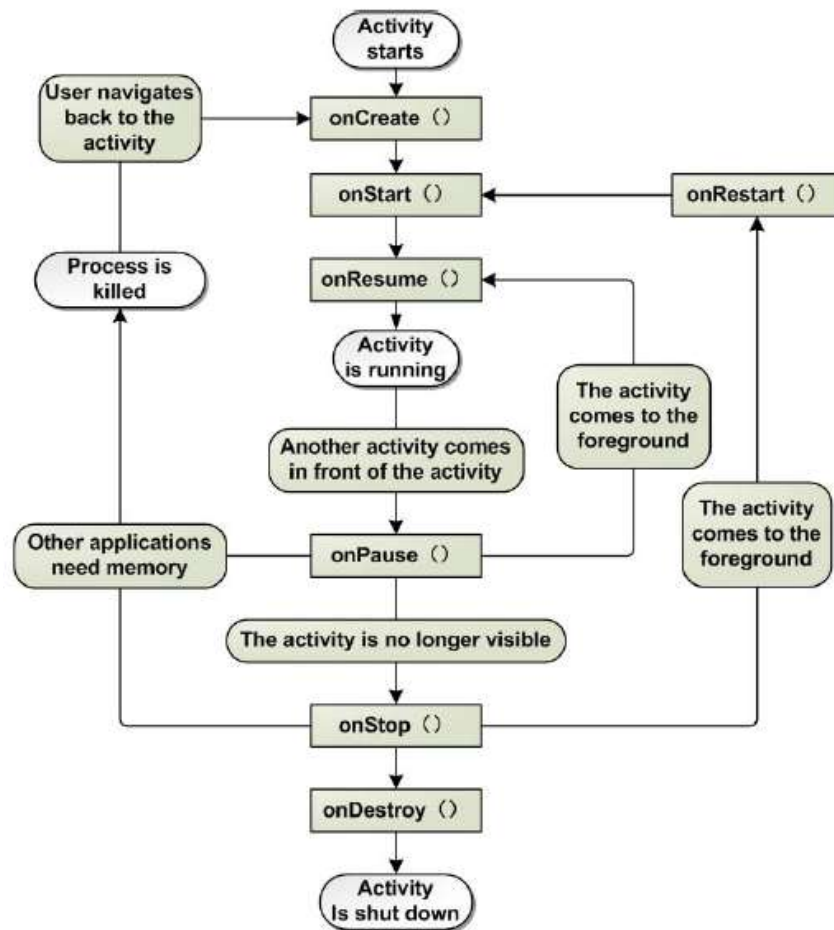 Activity
starts
User navigates
back to the
activity
onCreate ()
onStart ()
onRestart ()
Process is
killed
onResume ()
Activity
is running
The activity
comes to the
foreground
Another activity comes
in front of the activity
The activity
comes to the
foreground
Other applications
need memory
onPause ()
The activity is no longer visible
onStop ()
onDestroy ()
Activity
Is shut down